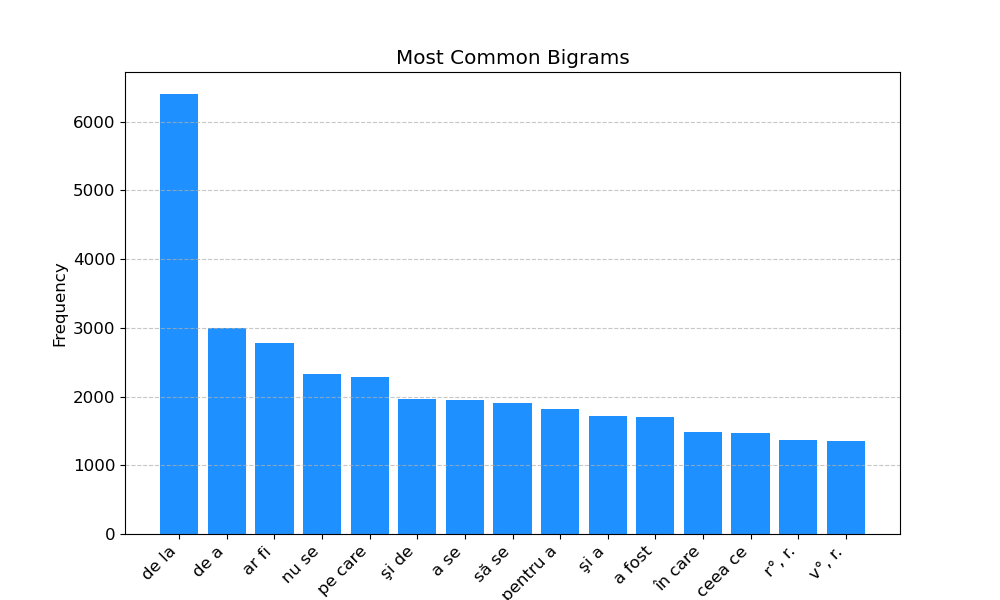 Most Common Bigrams
Frequency
6000
5000
4000
3000
2000
1000
0
de la
de a
ar fi
nu se
pe care
şi de
a se
să se
pentru a
şi a
a fost
în care
ceea ce
r°, r.
v°, r.